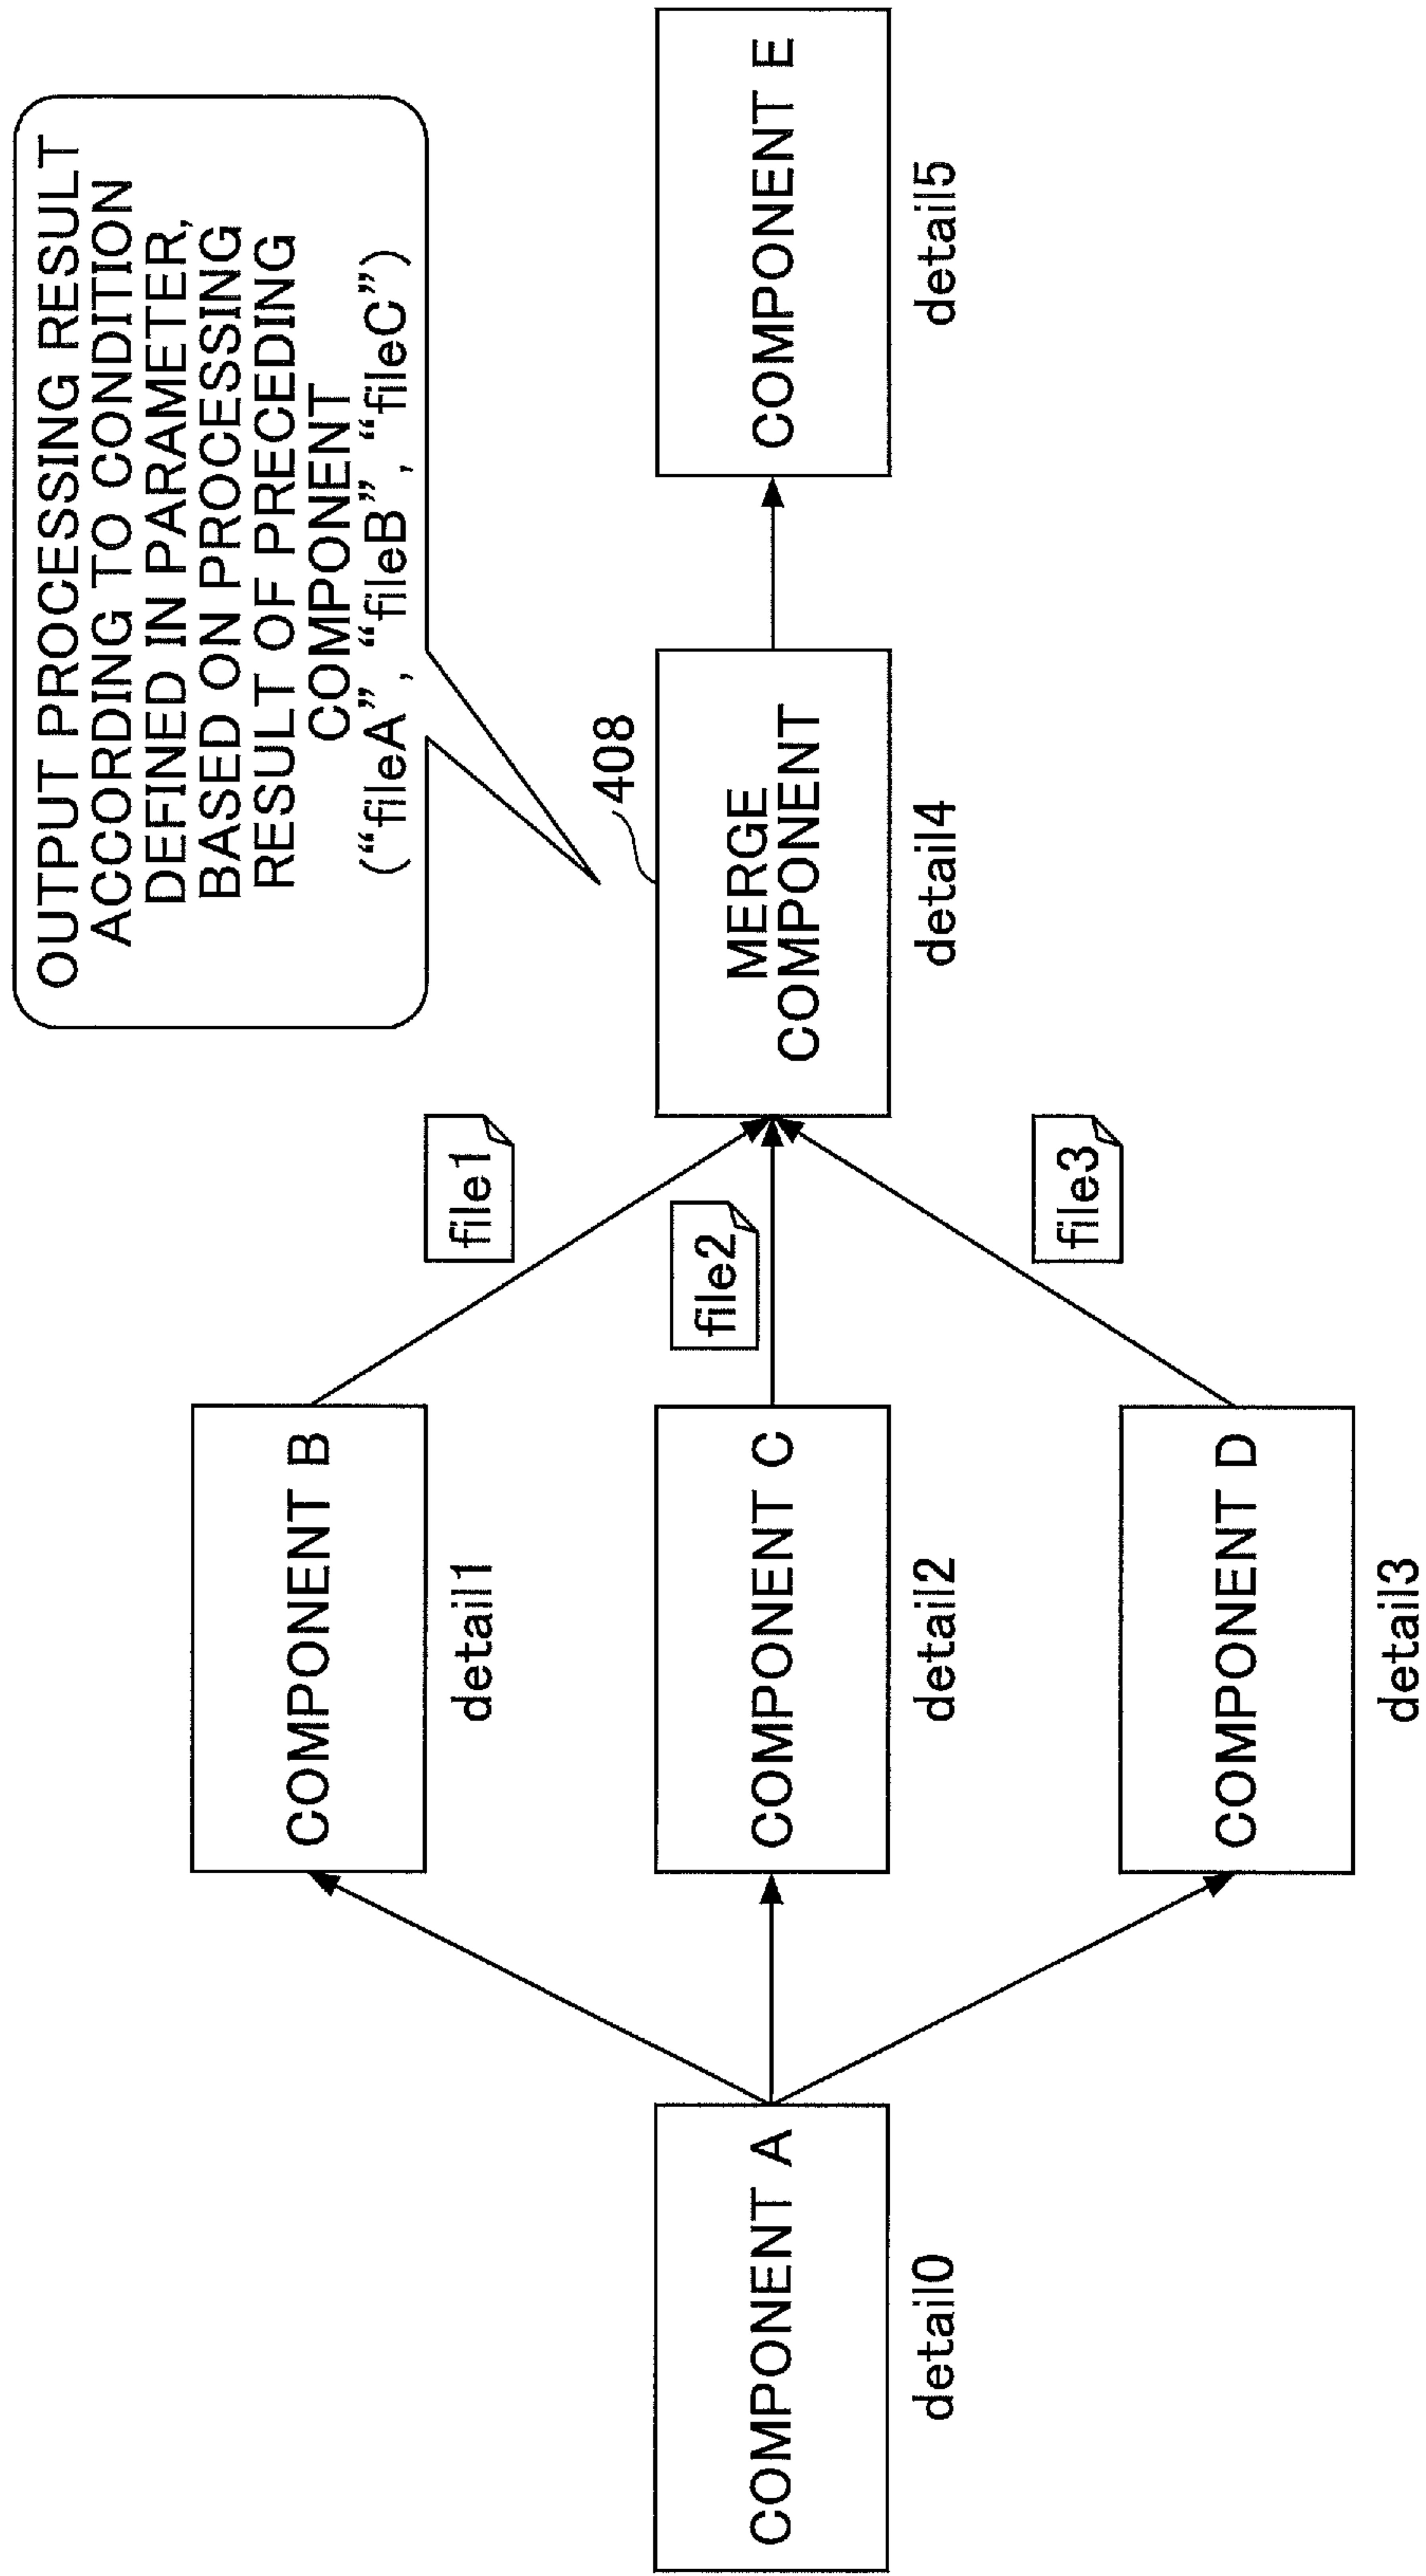 OUTPUT PROCESSING RESULT
ACCORDING TO CONDITION
DEFINED IN PARAMETER,
BASED ON PROCESSING
RESULT OF PRECEDING
COMPONENT
(“fileA”, “fileB”, “fileC”)
408
COMPONENT A
detail0
COMPONENT B
detail1
COMPONENT C
detail2
COMPONENT D
detail3
file1
file2
file3
MERGE
COMPONENT
detail4
COMPONENT E
detail5